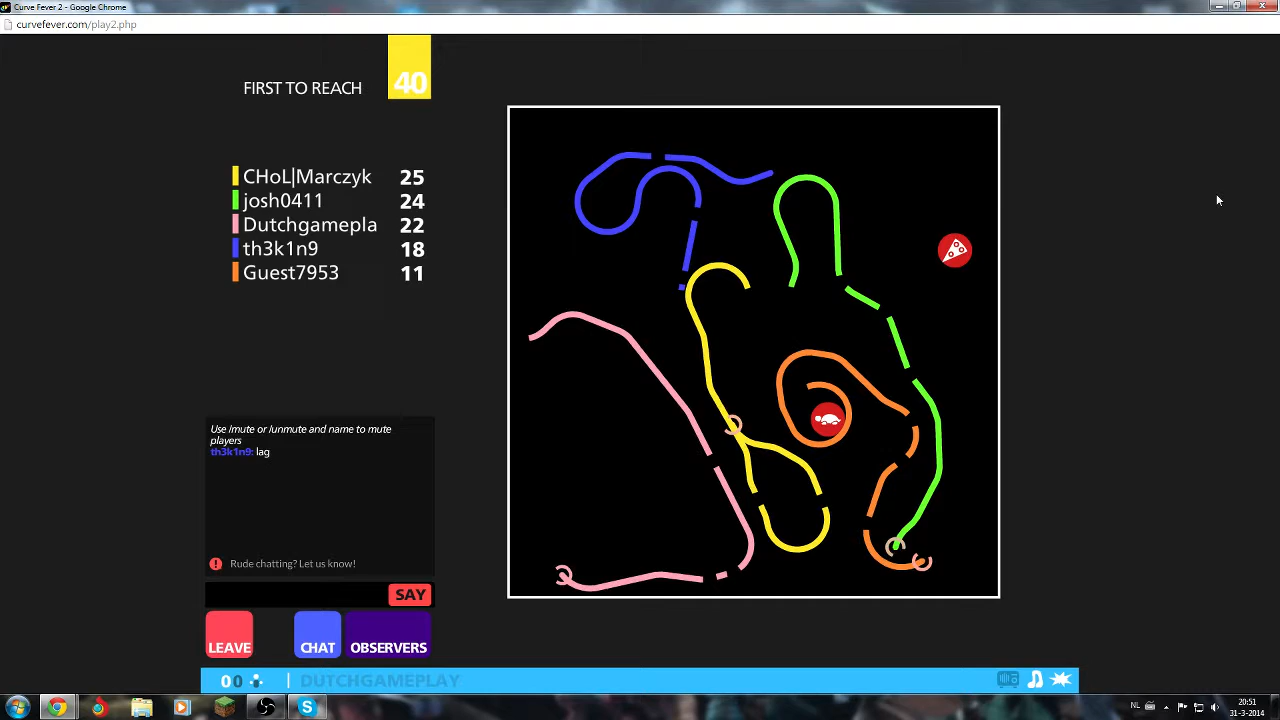 Curve Fever 2 - Google Chrome
curvefever.com/play2.php
40
FIRST TO REACH
CHoL|Marczyk 25
josh0411 24
Dutchgamepla 22
th3k1n9 18
Guest7953 11
Use /mute or /unmute and name to mute
players
th3k1n9: lag
Rude chatting? Let us know!
SAY
LEAVE
CHAT
OBSERVERS
00
DUTCHGAMEPLAY
NL
20:51
31-3-2014